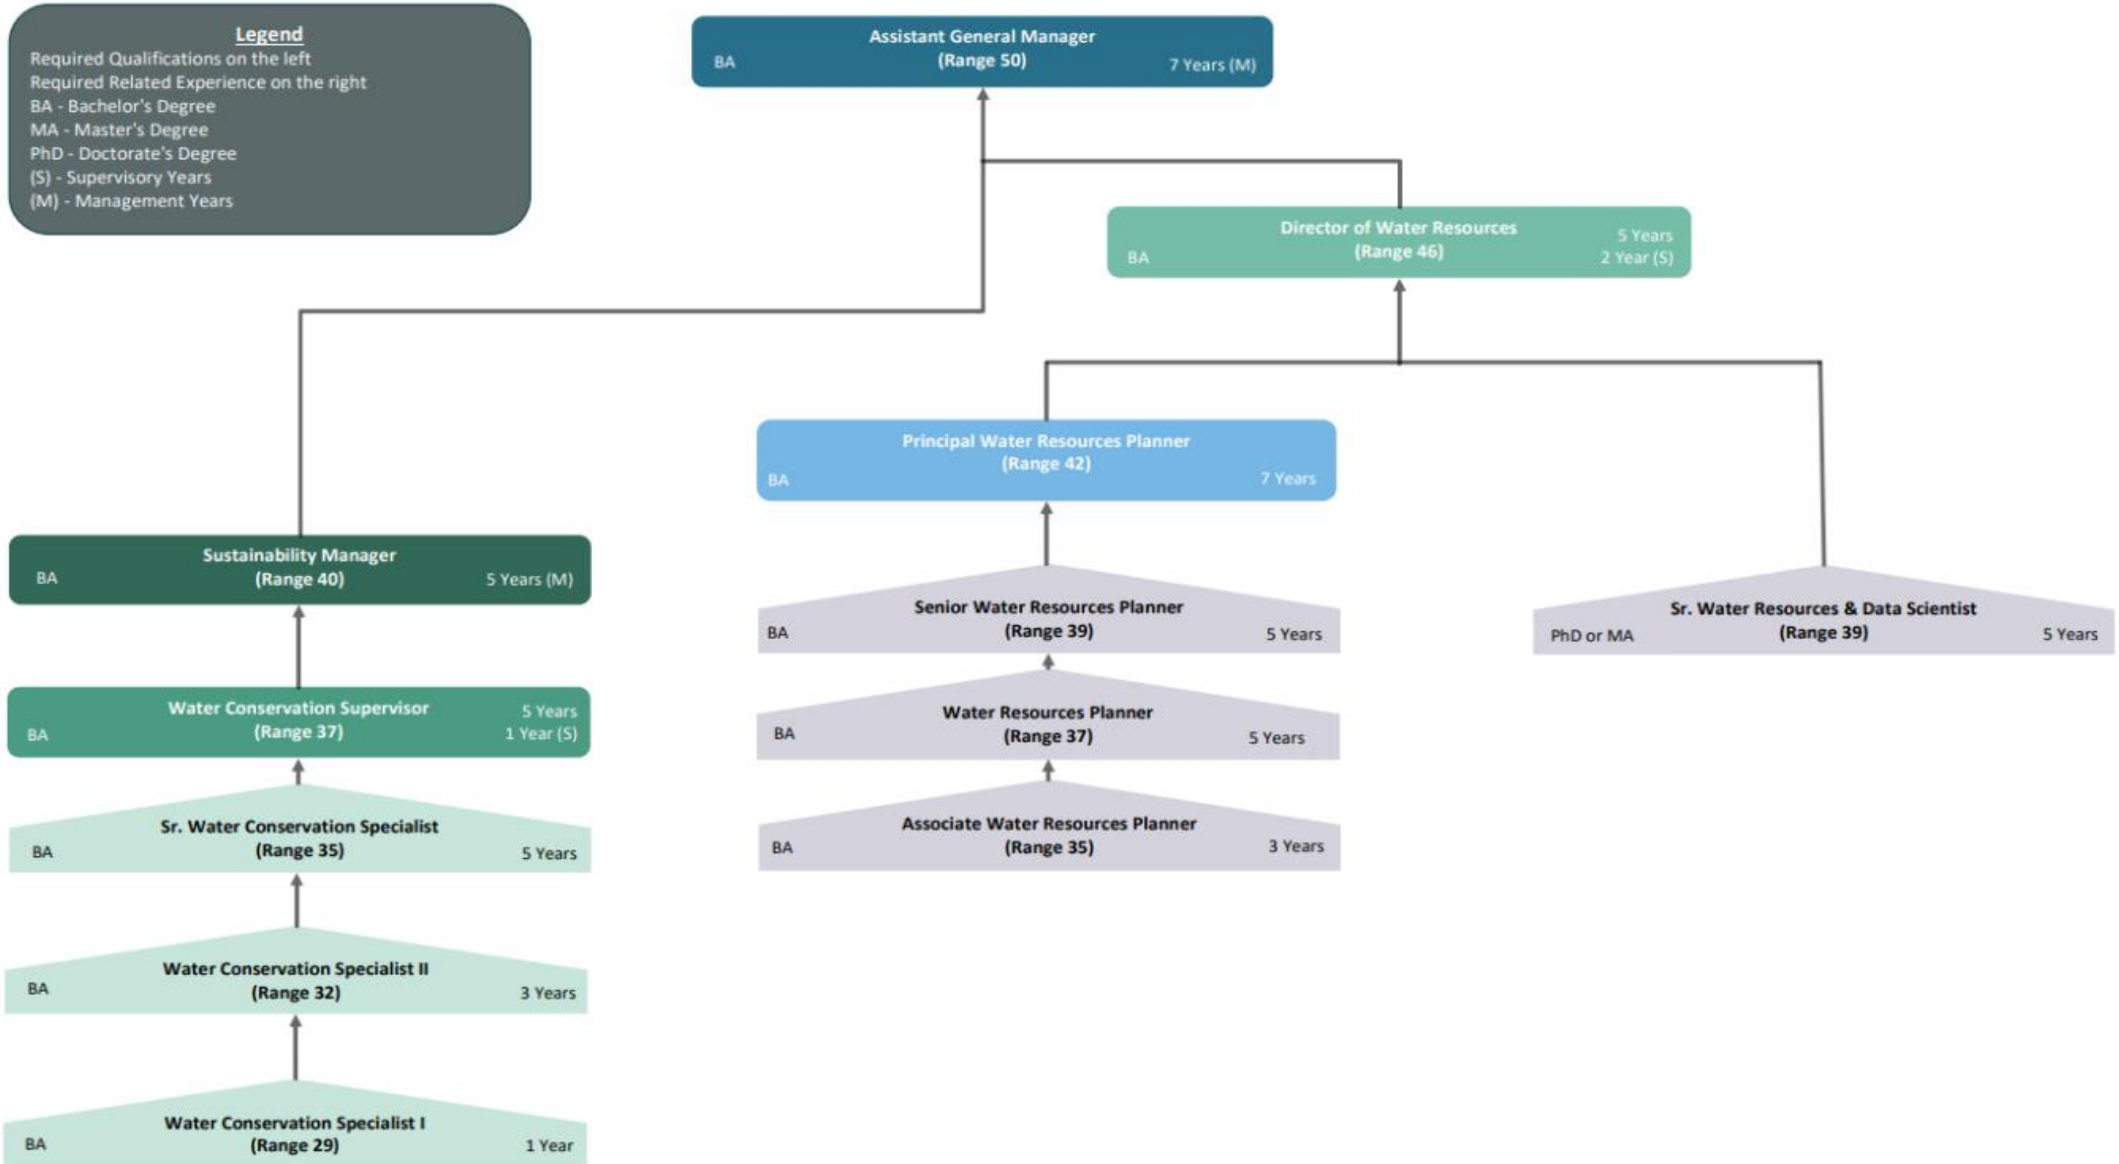 Legend
Required Qualifications on the left
Required Related Experience on the right
BA - Bachelor's Degree
MA - Master's Degree
PhD - Doctorate's Degree
(S) - Supervisory Years
(M) - Management Years
Assistant General Manager
(Range 50)
BA
7 Years (M)
Director of Water Resources
(Range 46)
BA
5 Years
2 Year (S)
Principal Water Resources Planner
(Range 42)
BA
7 Years
Sustainability Manager
(Range 40)
BA
5 Years (M)
Senior Water Resources Planner
(Range 39)
BA
5 Years
Sr. Water Resources & Data Scientist
(Range 39)
PhD or MA
5 Years
Water Conservation Supervisor
(Range 37)
BA
5 Years
1 Year (S)
Water Resources Planner
(Range 37)
BA
5 Years
Sr. Water Conservation Specialist
(Range 35)
BA
5 Years
Associate Water Resources Planner
(Range 35)
BA
3 Years
Water Conservation Specialist II
(Range 32)
BA
3 Years
Water Conservation Specialist I
(Range 29)
BA
1 Year